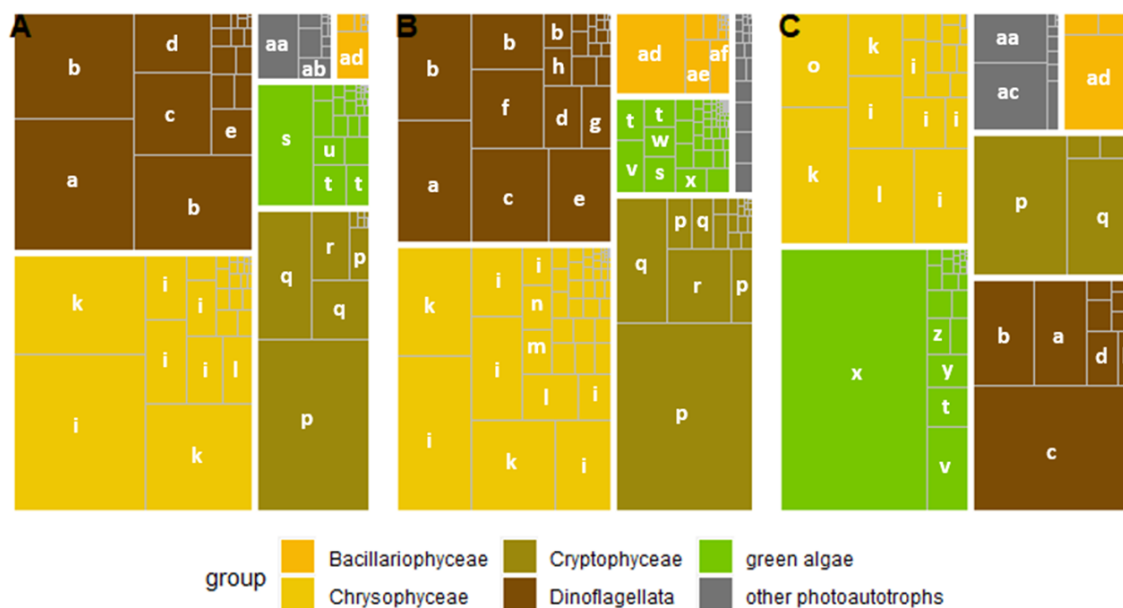 A
b
d
c
e
a
b
aa
ab
ad
s
u
t
t
k
i
i
i
i
l
i
k
q
r
p
q
p
B
b
b
b
h
f
d
g
a
c
e
ad
ae
af
t
t
w
v
s
x
k
i
i
n
m
i
l
i
i
k
i
p
q
q
r
p
p
C
o
k
i
i
i
i
k
l
i
aa
ac
ad
p
q
x
z
y
t
v
b
a
d
c
group
Bacillariophyceae
Cryptophyceae
green algae
Chrysophyceae
Dinoflagellata
other photoautotrophs